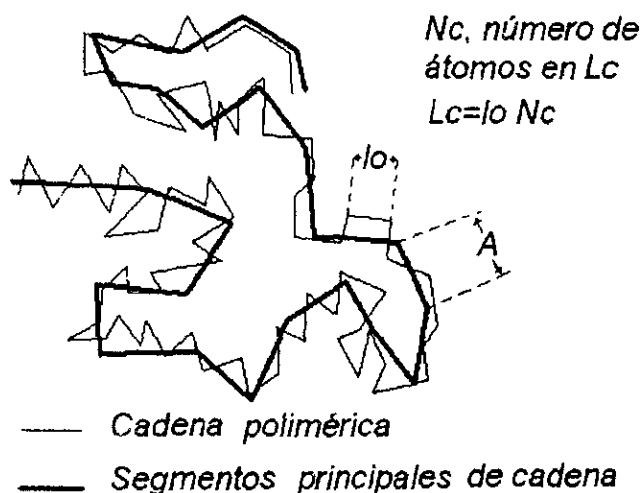 Nc, número de
átomos en Lc
Lc=lo Nc
lo
A
Cadena polimérica
Segmentos principales de cadena